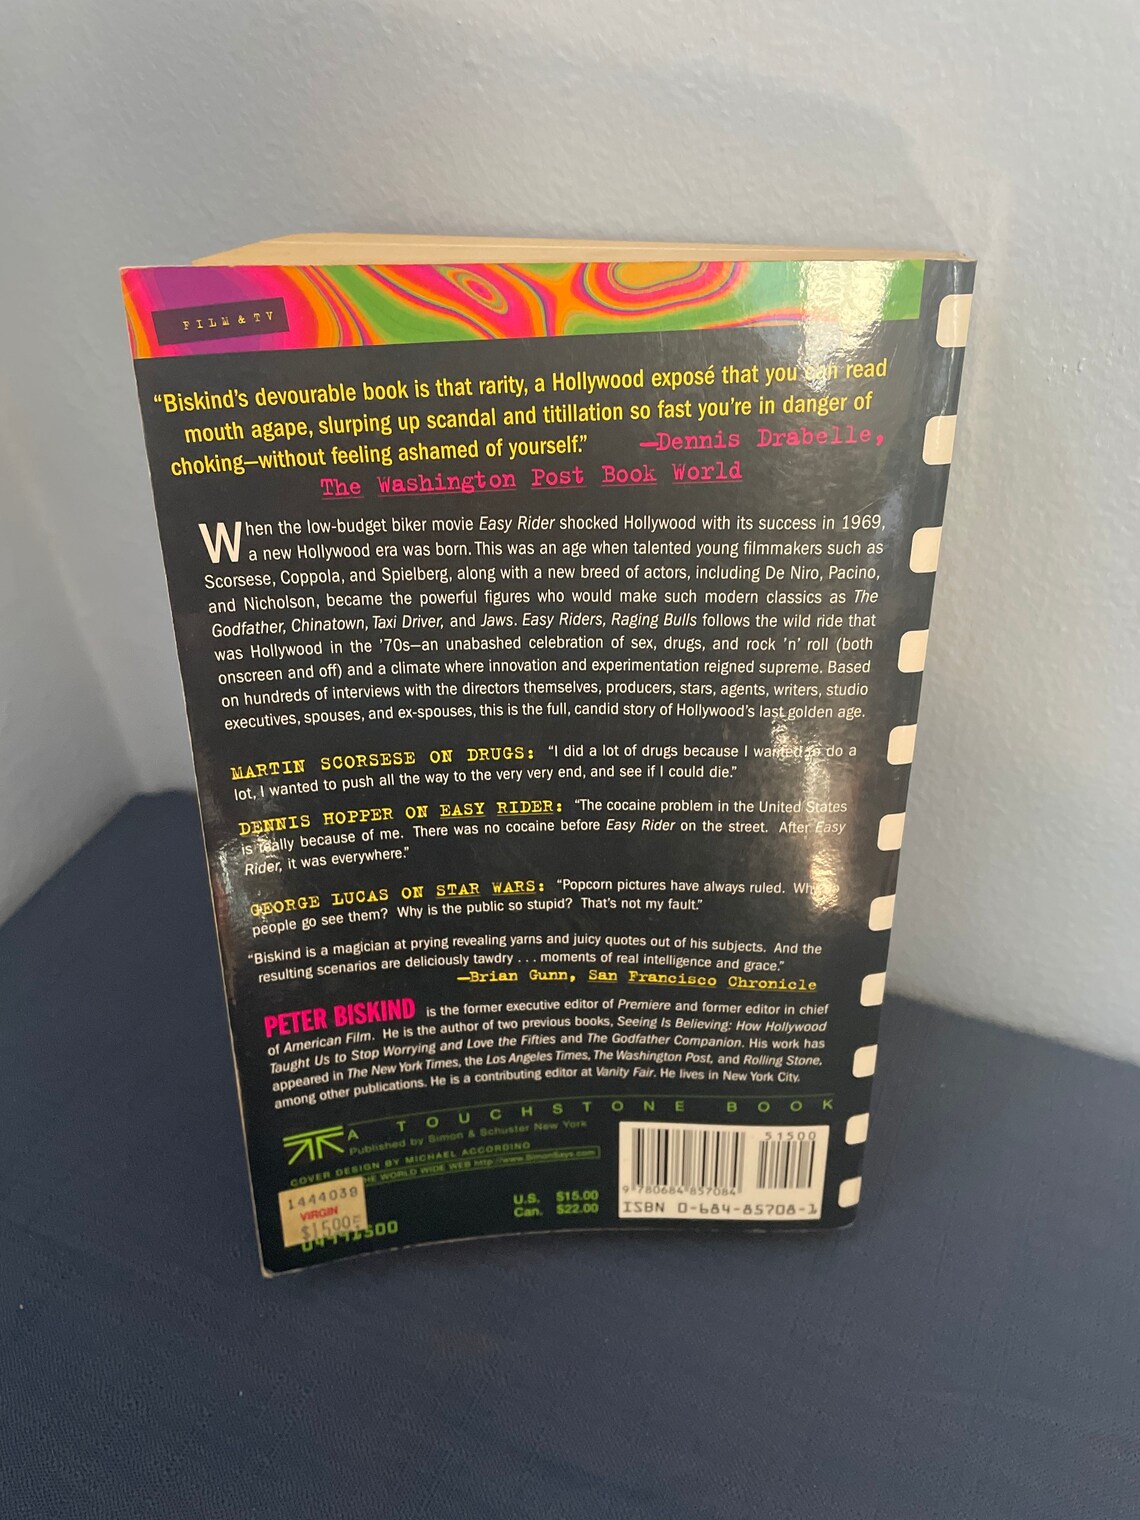 FILM & TV
“Biskind’s devourable book is that rarity, a Hollywood exposé that you can read
mouth agape, slurping up scandal and titillation so fast you’re in danger of
choking—without feeling ashamed of yourself.” —Dennis Drabelle,
The Washington Post Book World
When the low-budget biker movie Easy Rider shocked Hollywood with its success in 1969,
a new Hollywood era was born. This was an age when talented young filmmakers such as
Scorsese, Coppola, and Spielberg, along with a new breed of actors, including De Niro, Pacino,
and Nicholson, became the powerful figures who would make such modern classics as The
Godfather, Chinatown, Taxi Driver, and Jaws. Easy Riders, Raging Bulls follows the wild ride that
was Hollywood in the ’70s—an unabashed celebration of sex, drugs, and rock ’n’ roll (both
onscreen and off) and a climate where innovation and experimentation reigned supreme. Based
on hundreds of interviews with the directors themselves, producers, stars, agents, writers, studio
executives, spouses, and ex-spouses, this is the full, candid story of Hollywood’s last golden age.
MARTIN SCORSESE ON DRUGS: “I did a lot of drugs because I wanted to do a
lot, I wanted to push all the way to the very very end, and see if I could die.”
DENNIS HOPPER ON EASY RIDER: “The cocaine problem in the United States
is really because of me. There was no cocaine before Easy Rider on the street. After Easy
Rider, it was everywhere.”
GEORGE LUCAS ON STAR WARS: “Popcorn pictures have always ruled. Why do
people go see them? Why is the public so stupid? That’s not my fault.”
“Biskind is a magician at prying revealing yarns and juicy quotes out of his subjects. And the
resulting scenarios are deliciously tawdry . . . moments of real intelligence and grace.”
—Brian Gunn, San Francisco Chronicle
PETER BISKIND is the former executive editor of Premiere and former editor in chief
of American Film. He is the author of two previous books, Seeing Is Believing: How Hollywood
Taught Us to Stop Worrying and Love the Fifties and The Godfather Companion. His work has
appeared in The New York Times, the Los Angeles Times, The Washington Post, and Rolling Stone,
among other publications. He is a contributing editor at Vanity Fair. He lives in New York City.
A TOUCHSTONE BOOK
Published by Simon & Schuster New York
COVER DESIGN BY MICHAEL ACCORDINO
THE WORLD WIDE WEB http://www.SimonSays.com
1444038
VIRGIN
$15.00
U.S. $15.00
Can. $22.00
51500
9 780684 857084
ISBN 0-684-85708-1